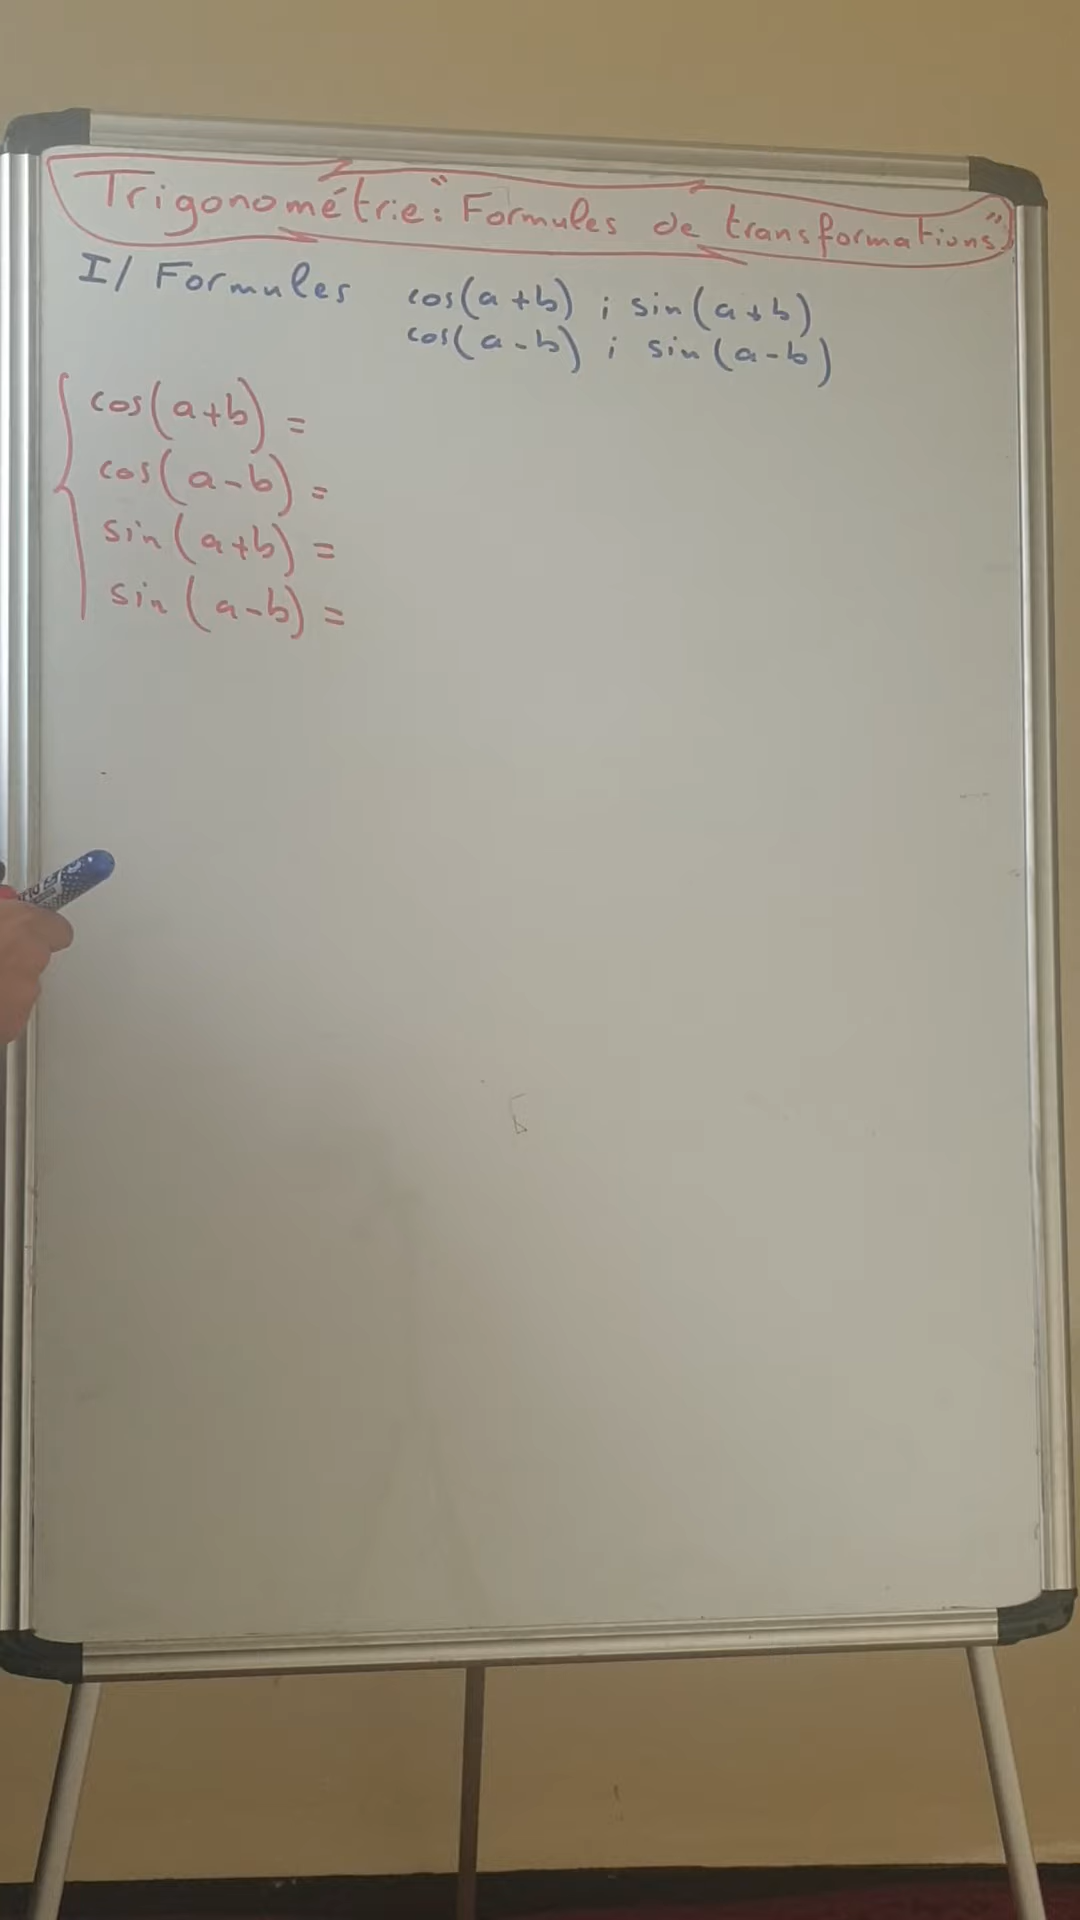 Trigonométrie: "Formules de transformations"
I/ Formules cos(a+b) ; sin(a+b)
cos(a-b) ; sin(a-b)
cos(a+b) =
cos(a-b) =
sin(a+b) =
sin(a-b) =